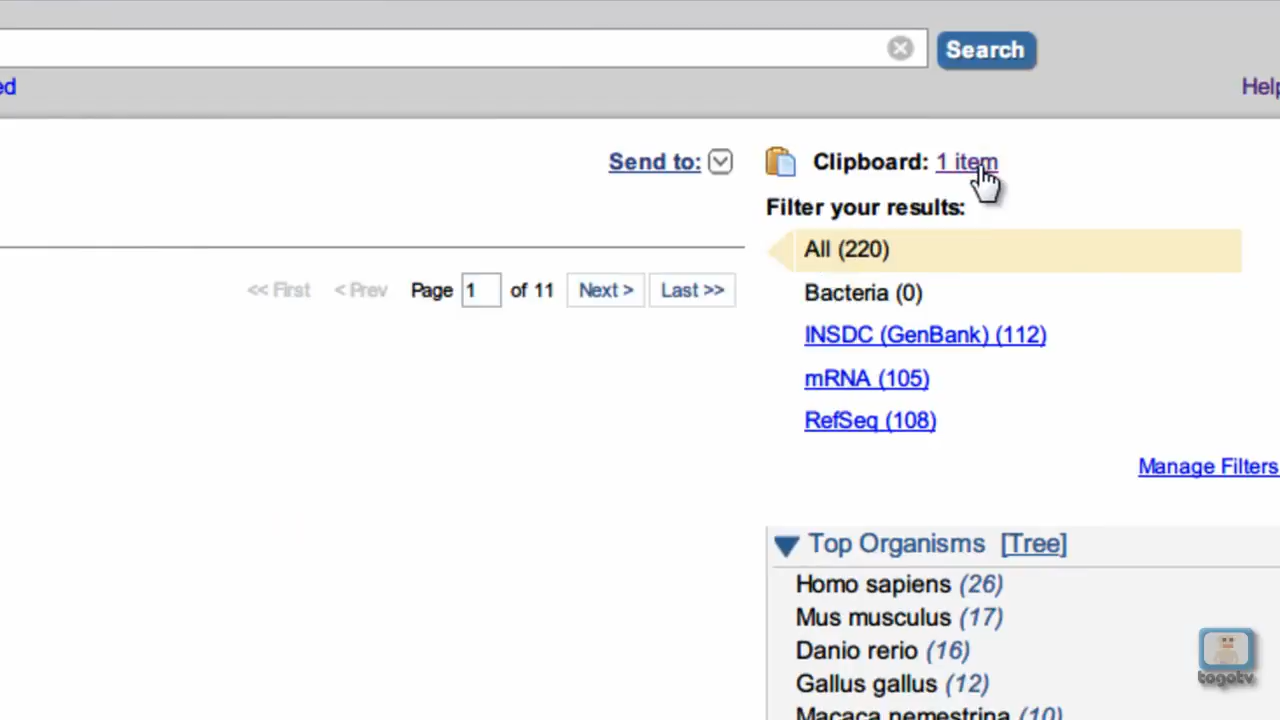 Search
ed
Help
Send to:
Clipboard: 1 item
Filter your results:
All (220)
<< First < Prev Page 1 of 11 Next > Last >>
Bacteria (0)
INSDC (GenBank) (112)
mRNA (105)
RefSeq (108)
Manage Filters
Top Organisms [Tree]
Homo sapiens (26)
Mus musculus (17)
Danio rerio (16)
Gallus gallus (12)
Macaca nemestrina (10)
togotv